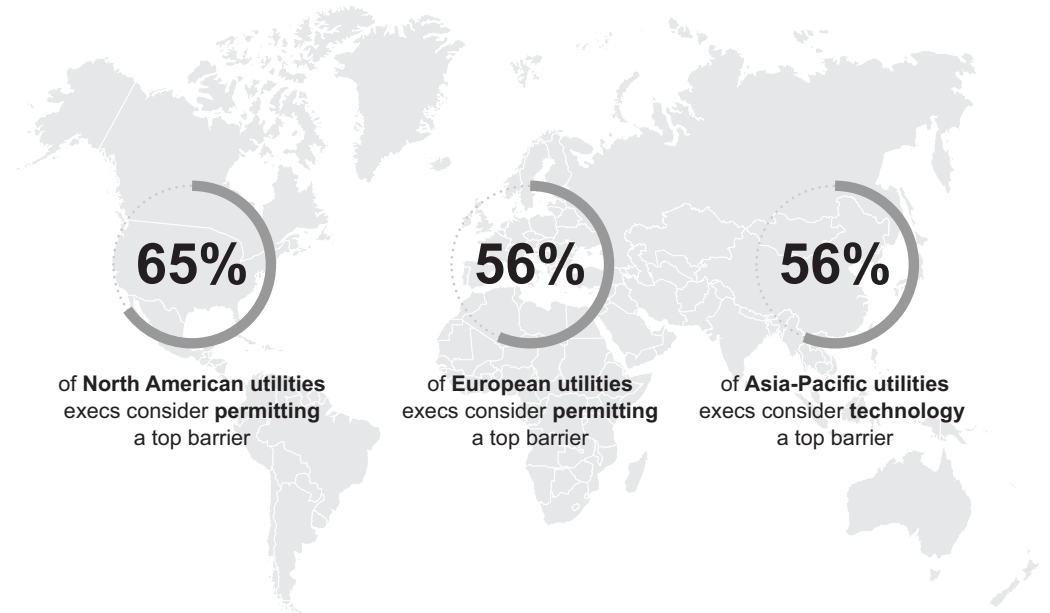 65%
of North American utilities
execs consider permitting
a top barrier
56%
of European utilities
execs consider permitting
a top barrier
56%
of Asia-Pacific utilities
execs consider technology
a top barrier